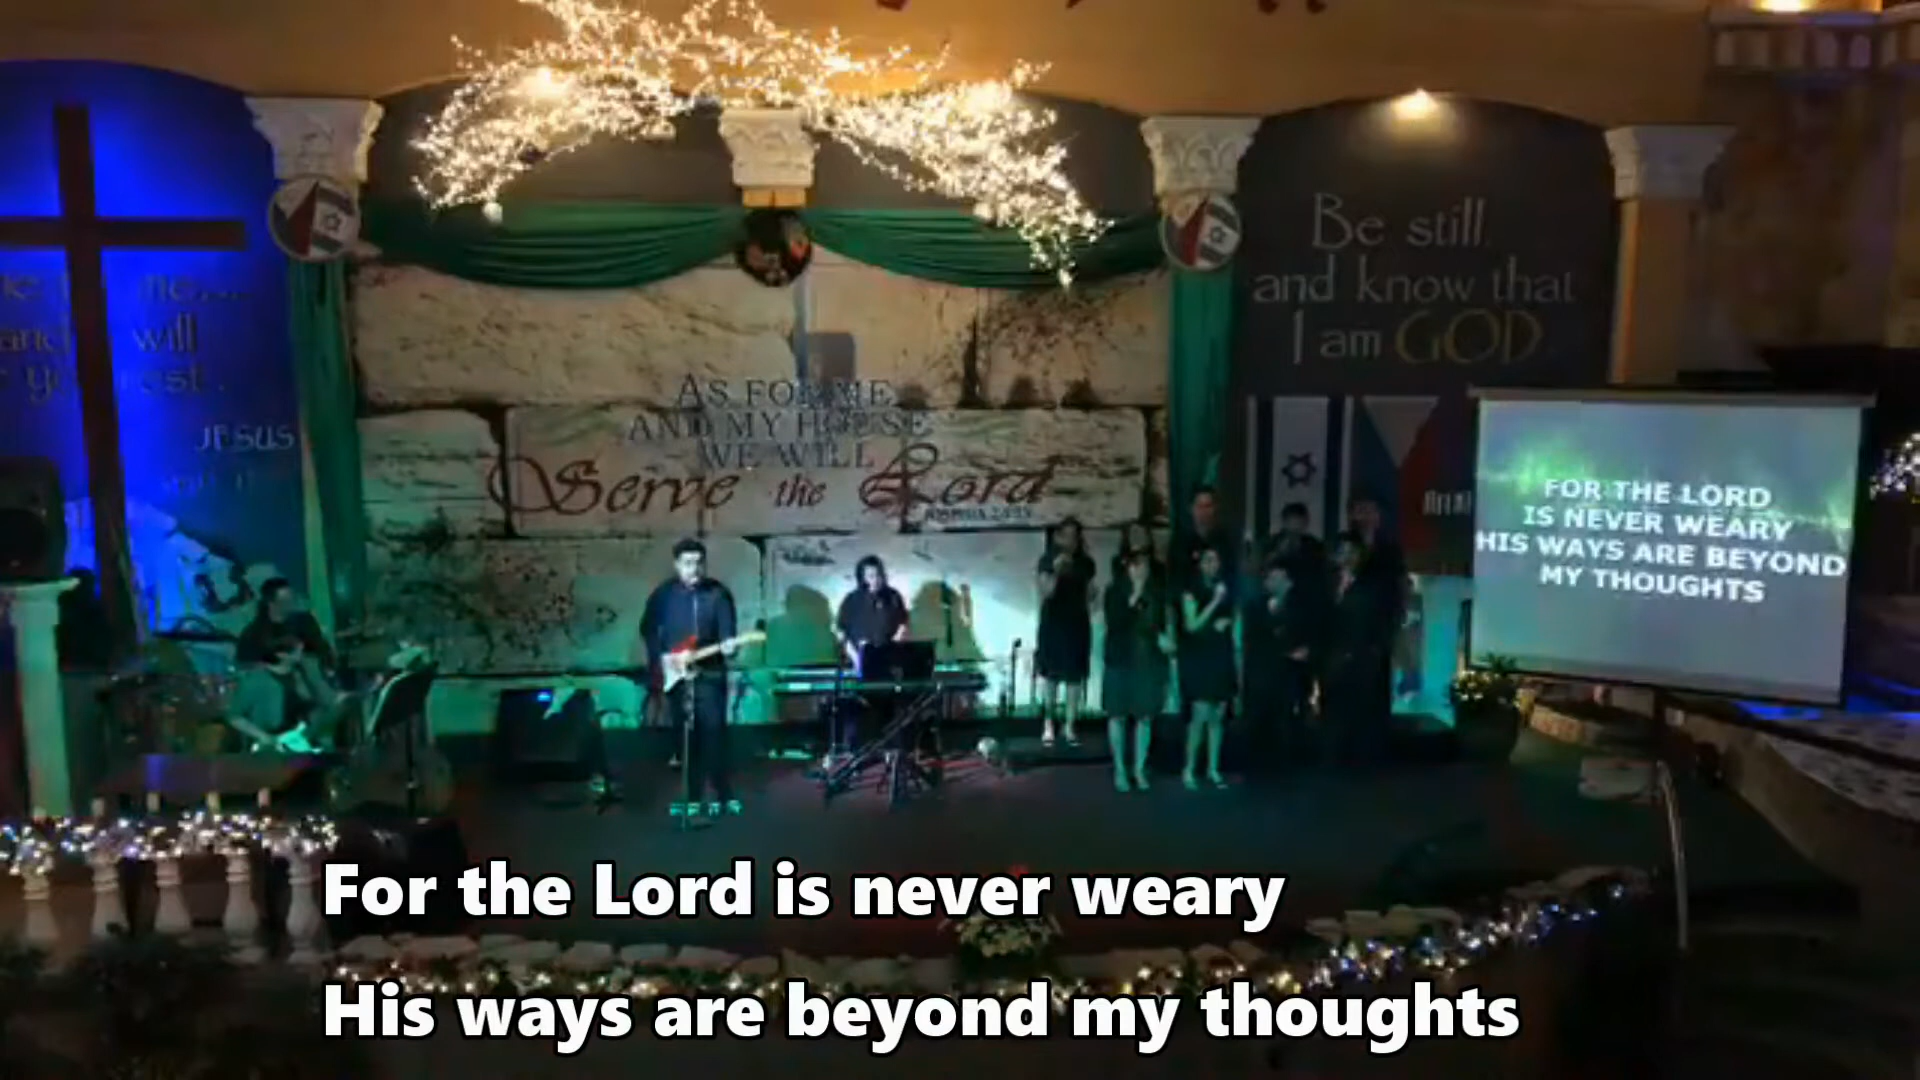 Be still
and know that
I am GOD
will
JESUS
AS FOR ME
AND MY HOUSE
WE WILL
Serve the Lord
FOR THE LORD
IS NEVER WEARY
HIS WAYS ARE BEYOND
MY THOUGHTS
For the Lord is never weary
His ways are beyond my thoughts